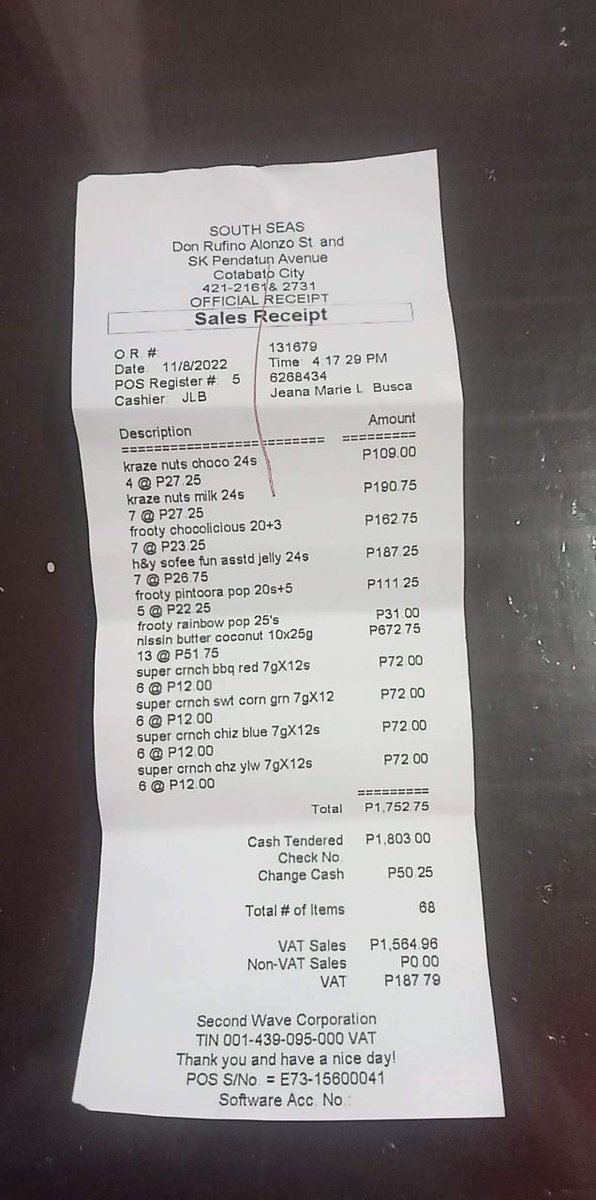 SOUTH SEAS
Don Rufino Alonzo St. and
SK Pendatun Avenue
Cotabato City
421-2161& 2731
OFFICIAL RECEIPT
Sales Receipt
O.R. #: 131679
Date: 11/8/2022 Time: 4:17:29 PM
POS Register #: 5 6268434
Cashier: JLB Jeana Marie L. Busca
Description Amount
========================= =========
kraze nuts choco 24s P109.00
4 @ P27.25
kraze nuts milk 24s P190.75
7 @ P27.25
frooty chocolicious 20+3 P162.75
7 @ P23.25
h&y sofee fun asstd jelly 24s P187.25
7 @ P26.75
frooty pintoora pop 20s+5 P111.25
5 @ P22.25
frooty rainbow pop 25's P31.00
nissin butter coconut 10x25g P672.75
13 @ P51.75
super crnch bbq red 7gX12s P72.00
6 @ P12.00
super crnch swt corn grn 7gX12 P72.00
6 @ P12.00
super crnch chiz blue 7gX12s P72.00
6 @ P12.00
super crnch chz ylw 7gX12s P72.00
6 @ P12.00
=========
Total P1,752.75
Cash Tendered P1,803.00
Check No.
Change Cash P50.25
Total # of Items 68
VAT Sales P1,564.96
Non-VAT Sales P0.00
VAT P187.79
Second Wave Corporation
TIN 001-439-095-000 VAT
Thank you and have a nice day!
POS S/No. = E73-15600041
Software Acc. No.: